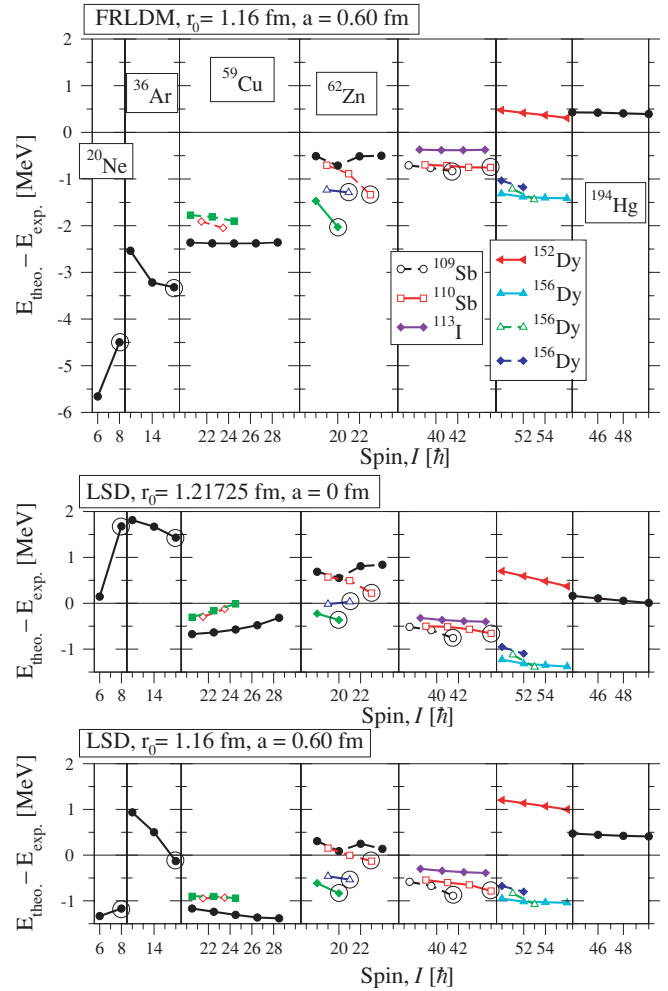 FRLDM, r₀= 1.16 fm, a = 0.60 fm
2
1
0
-1
-2
-3
-4
-5
-6
E_theo. − E_exp. [MeV]
²⁰Ne
³⁶Ar
⁵⁹Cu
⁶²Zn
¹⁹⁴Hg
¹⁰⁹Sb
¹¹⁰Sb
¹¹³I
¹⁵²Dy
¹⁵⁶Dy
¹⁵⁶Dy
¹⁵⁶Dy
6 8 14 22 24 26 28 20 22 40 42 52 54 46 48
Spin, I [ħ]
LSD, r₀= 1.21725 fm, a = 0 fm
2
1
0
-1
E_theo. − E_exp. [MeV]
6 8 14 22 24 26 28 20 22 40 42 52 54 46 48
Spin, I [ħ]
LSD, r₀= 1.16 fm, a = 0.60 fm
2
1
0
-1
E_theo. − E_exp. [MeV]
6 8 14 22 24 26 28 20 22 40 42 52 54 46 48
Spin, I [ħ]